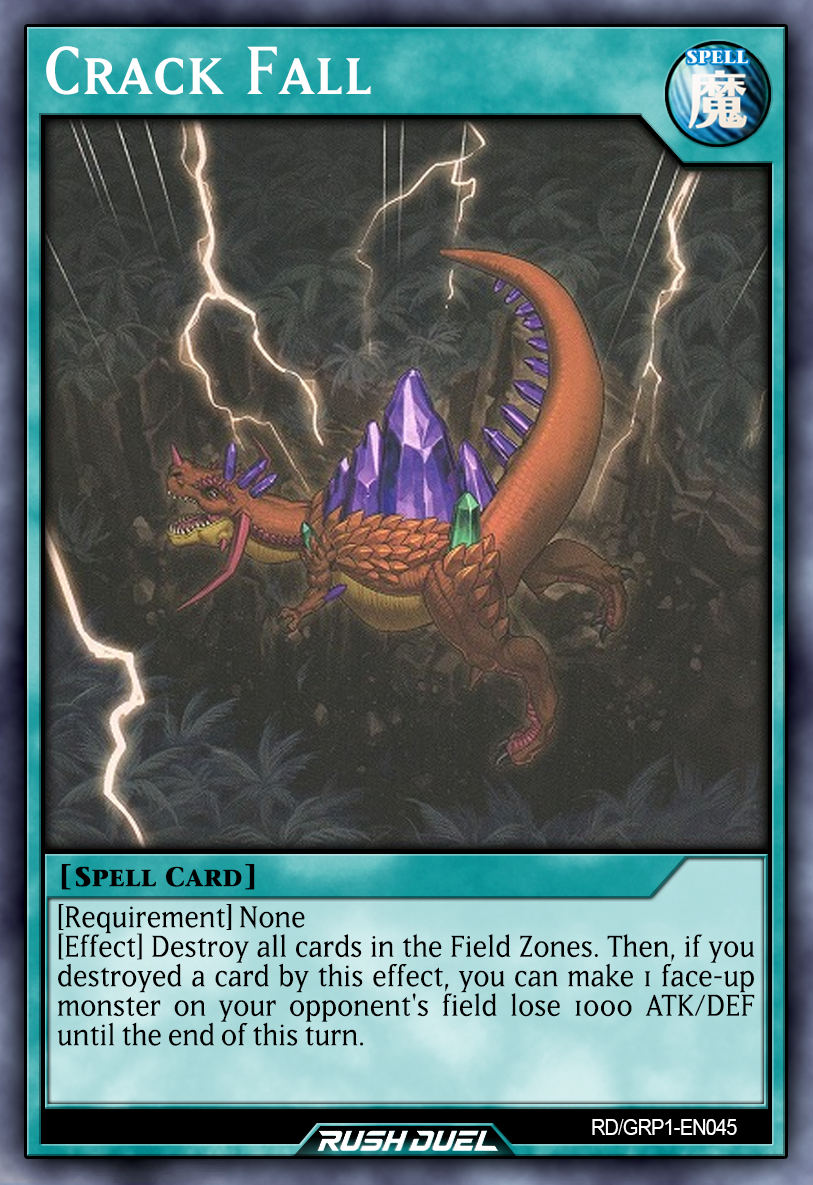 Crack Fall
SPELL
魔
[Spell Card]
[Requirement] None
[Effect] Destroy all cards in the Field Zones. Then, if you
destroyed a card by this effect, you can make 1 face-up
monster on your opponent's field lose 1000 ATK/DEF
until the end of this turn.
RUSH DUEL
RD/GRP1-EN045